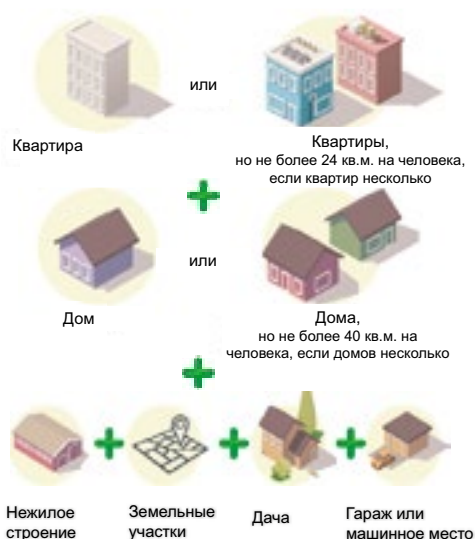 или
Квартира
Квартиры,
но не более 24 кв.м. на человека,
если квартир несколько
или
Дом
Дома,
но не более 40 кв.м. на
человека, если домов несколько
Нежилое
строение
Земельные
участки
Дача
Гараж или
машинное место